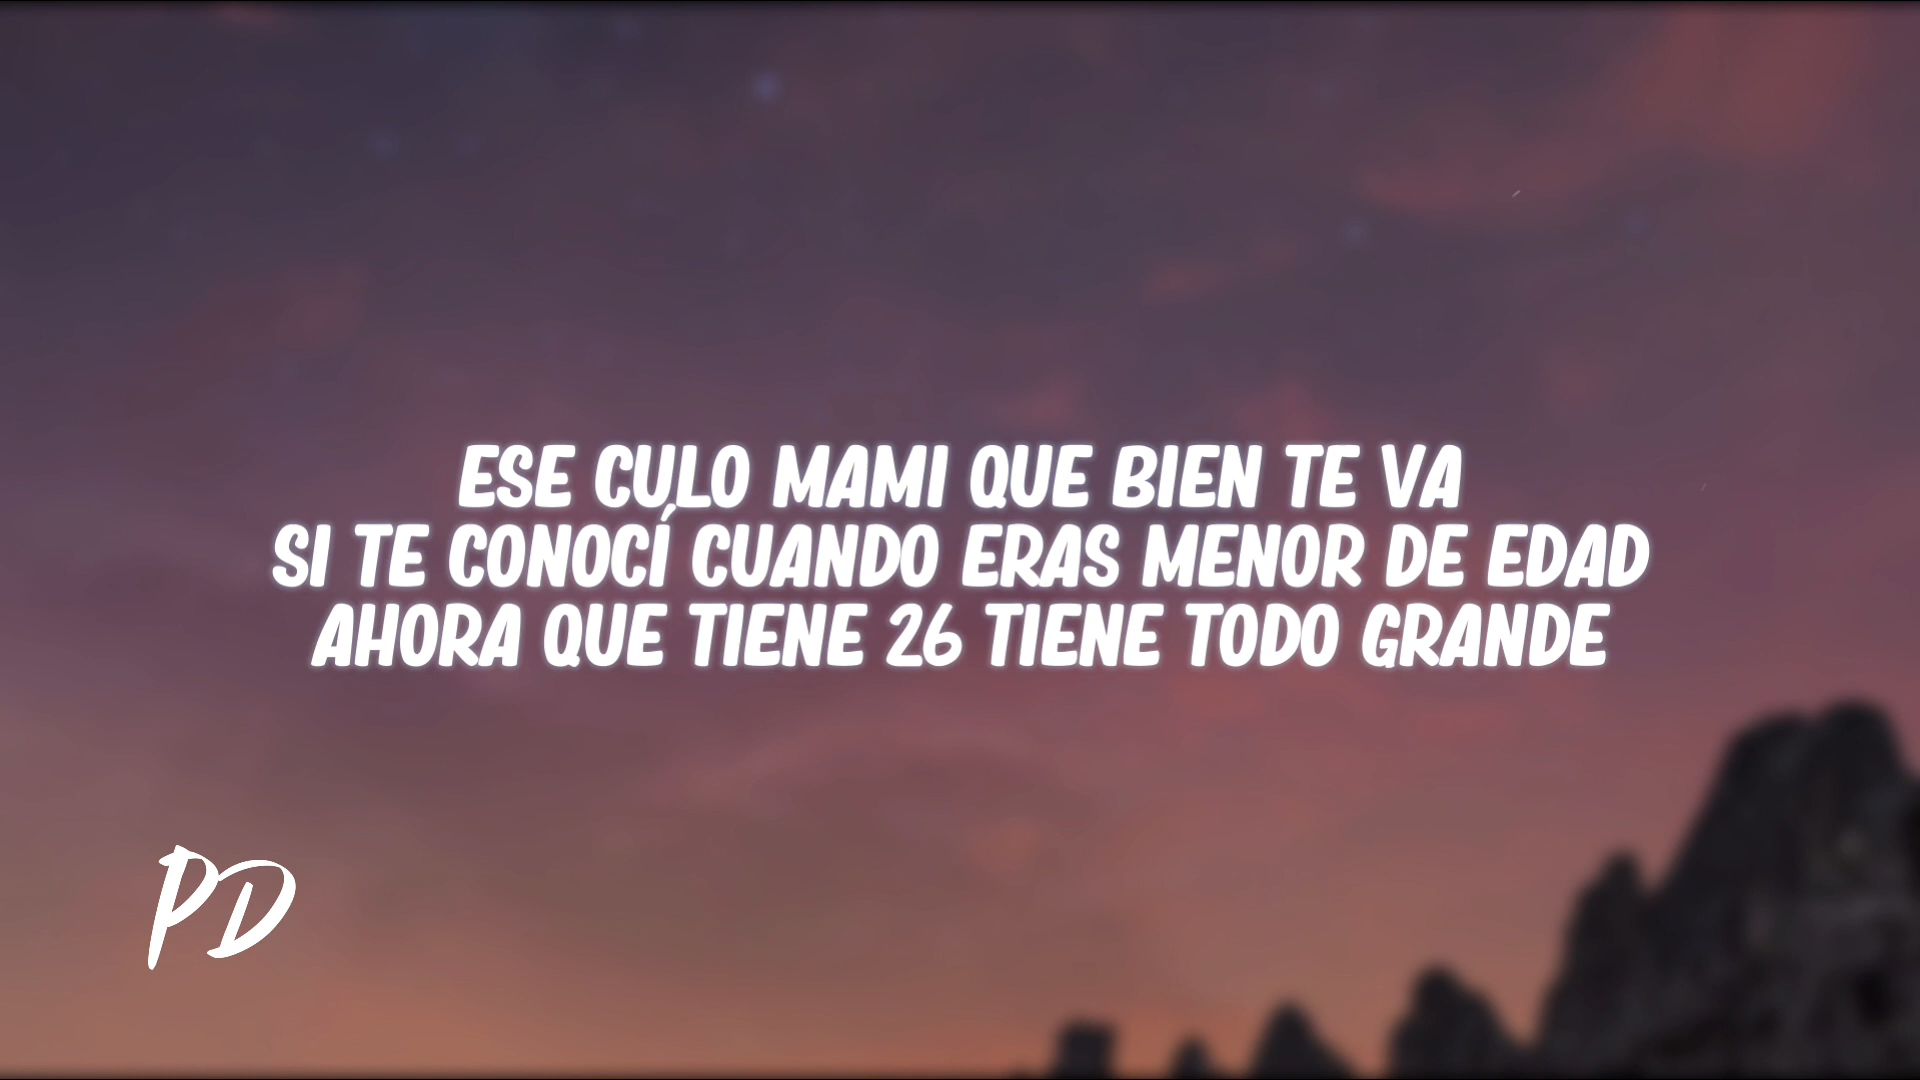 ESE CULO MAMI QUE BIEN TE VA
SI TE CONOCÍ CUANDO ERAS MENOR DE EDAD
AHORA QUE TIENE 26 TIENE TODO GRANDE
PD